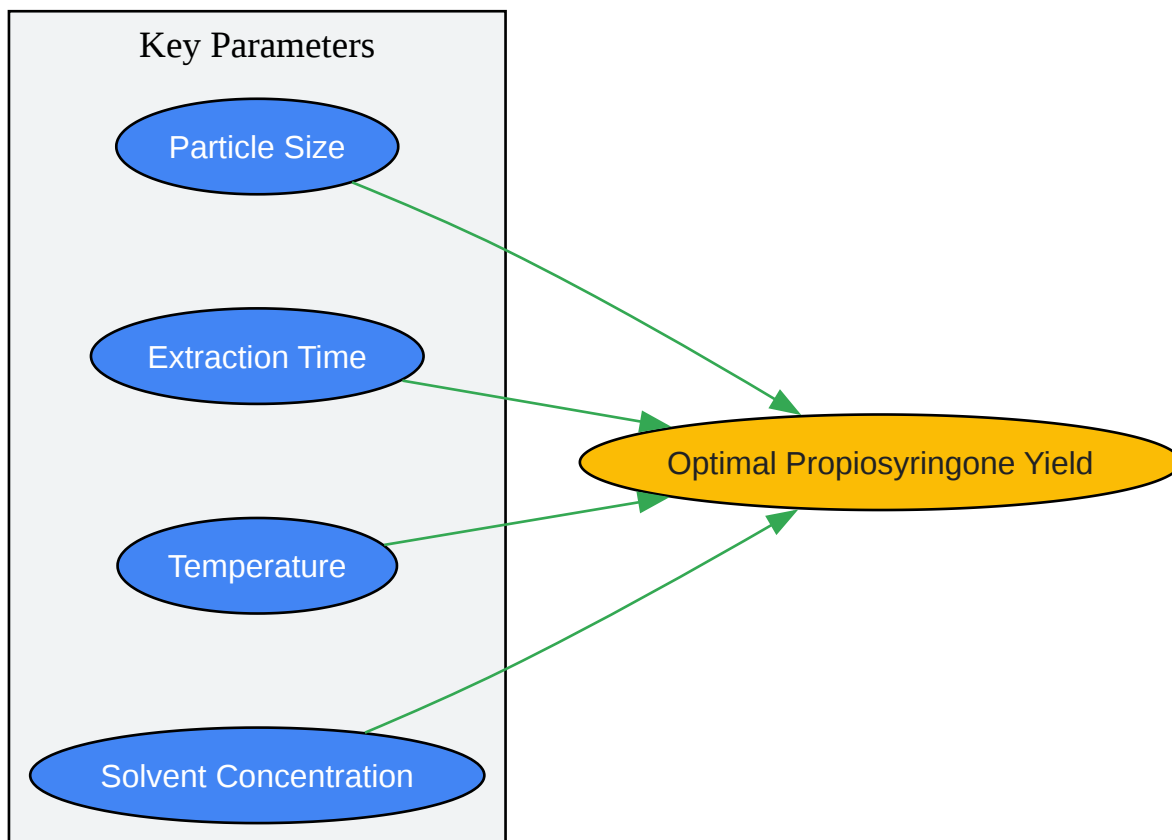 Key Parameters
Particle Size
Extraction Time
Optimal Propiosyringone Yield
Temperature
Solvent Concentration